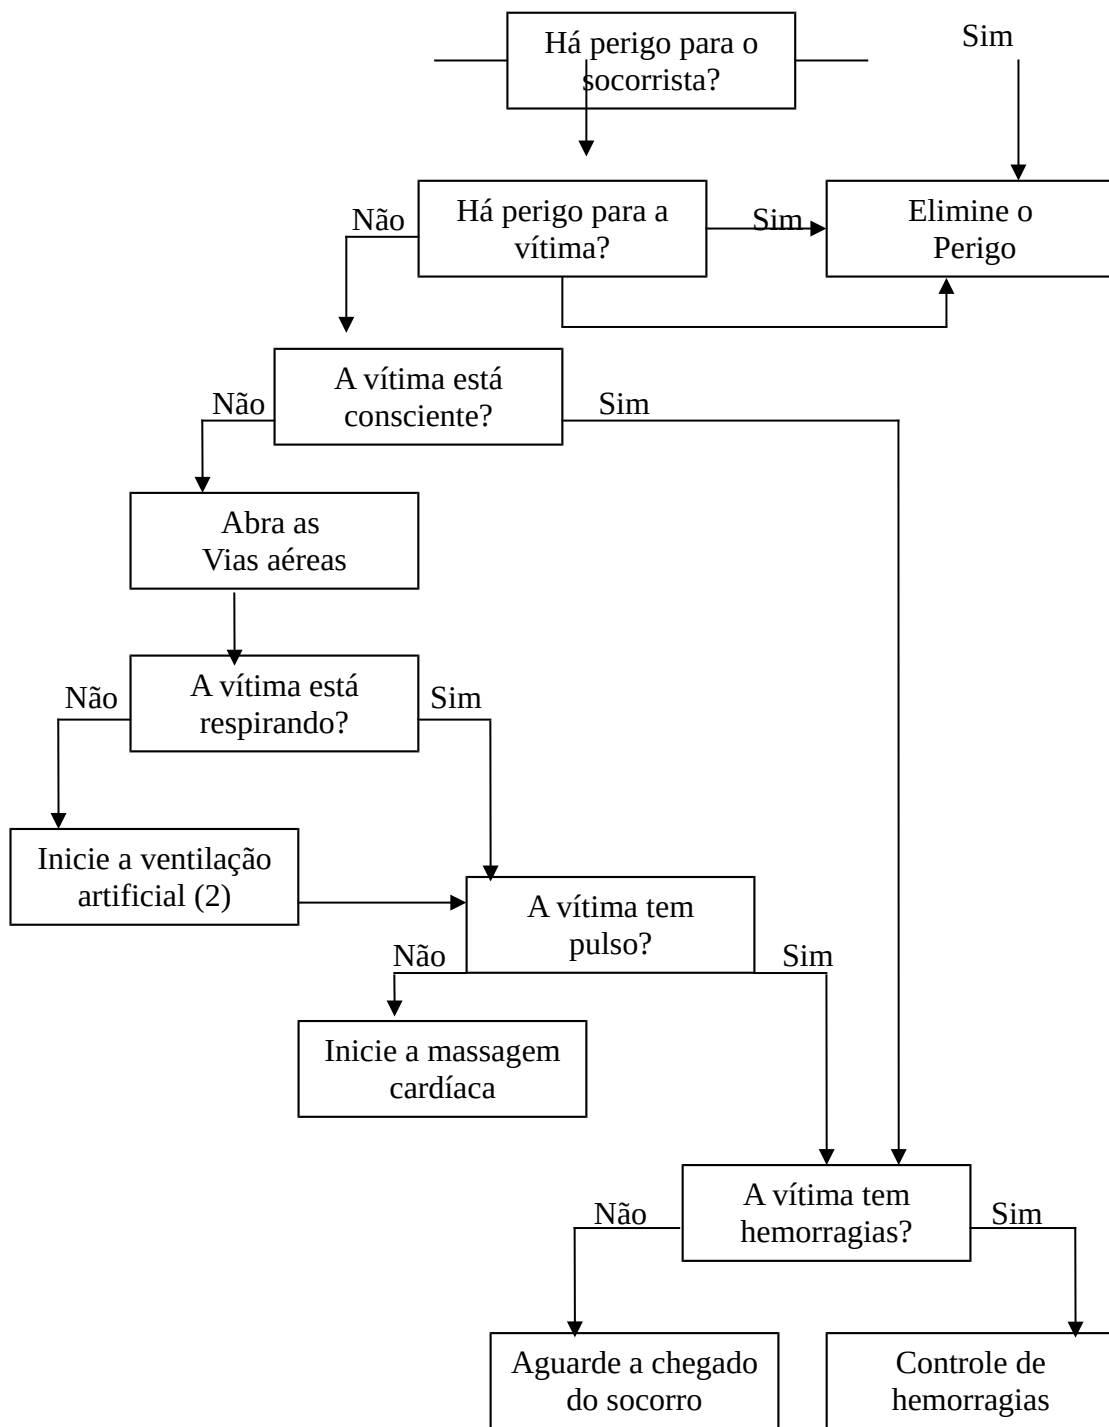 Há perigo para o
socorrista?
Sim
Não
Há perigo para a
vítima?
Sim
Elimine o
Perigo
A vítima está
consciente?
Não
Sim
Abra as
Vias aéreas
Não
A vítima está
respirando?
Sim
Inicie a ventilação
artificial (2)
A vítima tem
pulso?
Não
Sim
Inicie a massagem
cardíaca
A vítima tem
hemorragias?
Não
Sim
Aguarde a chegado
do socorro
Controle de
hemorragias